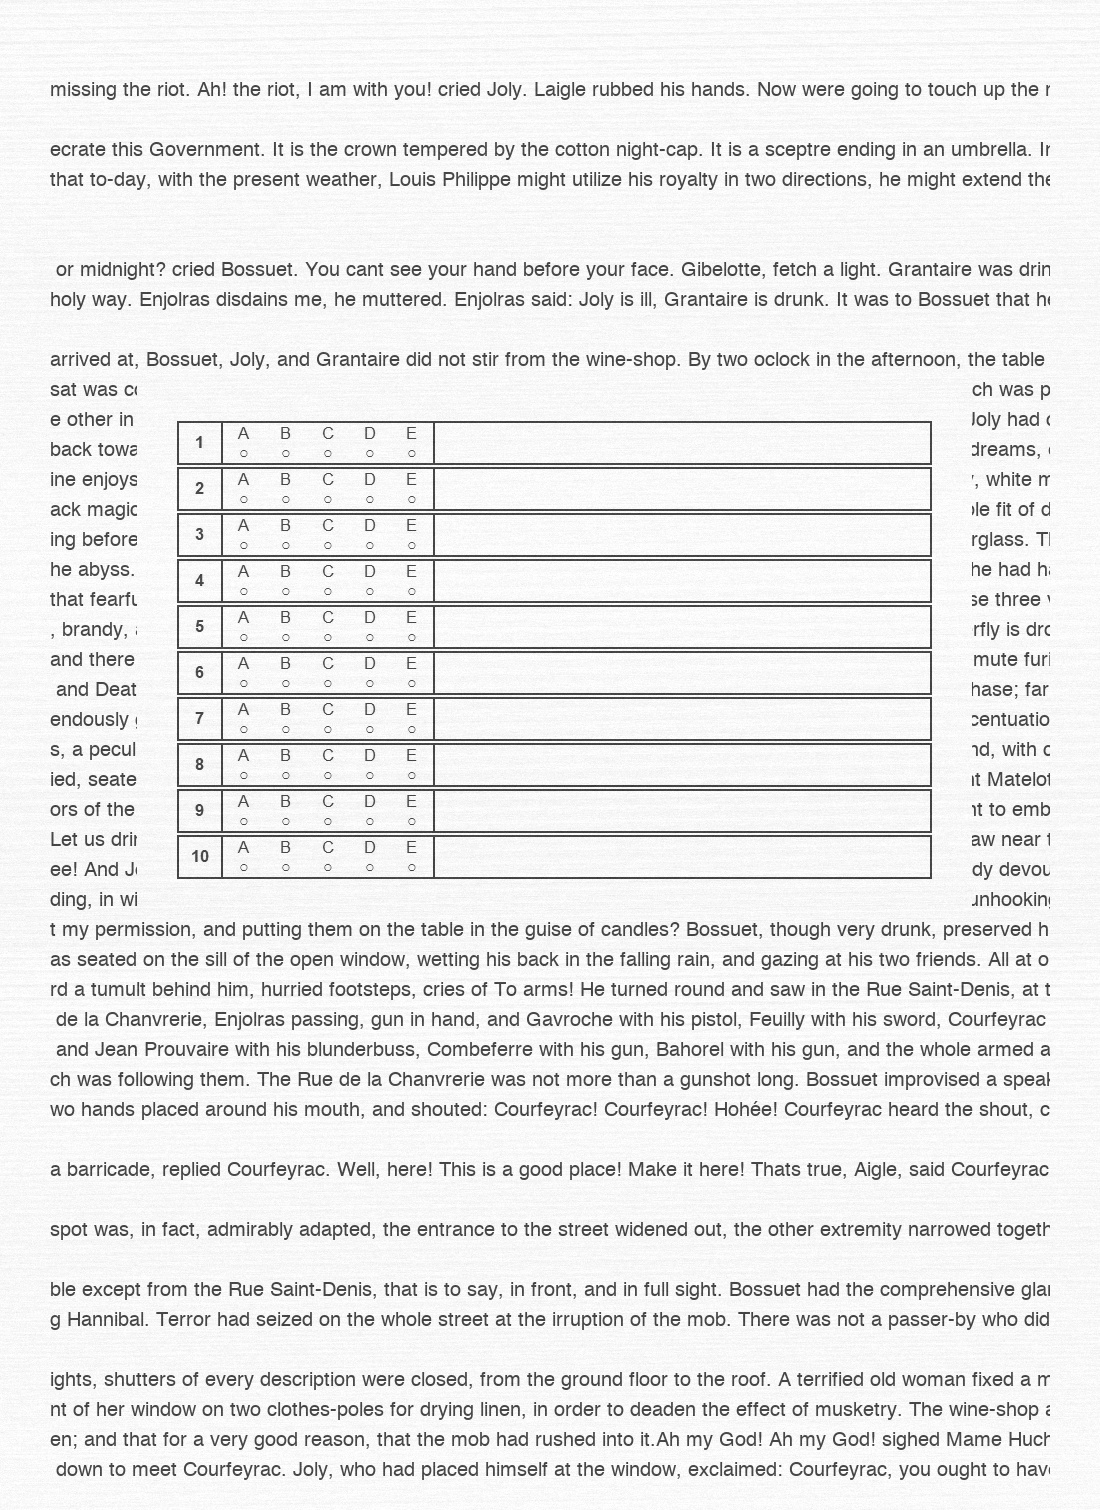 missing the riot. Ah! the riot, I am with you! cried Joly. Laigle rubbed his hands. Now were going to touch up the
ecrate this Government. It is the crown tempered by the cotton night-cap. It is a sceptre ending in an umbrella.
that to-day, with the present weather, Louis Philippe might utilize his royalty in two directions, he might extend the
or midnight? cried Bossuet. You cant see your hand before your face. Gibelotte, fetch a light. Grantaire was drin
holy way. Enjolras disdains me, he muttered. Enjolras said: Joly is ill, Grantaire is drunk. It was to Bossuet that he
arrived at, Bossuet, Joly, and Grantaire did not stir from the wine-shop. By two oclock in the afternoon, the table
sat was ch was p
e other in Joly had
back towa dreams,
ine enjoys , white m
ack magic ble fit of d
ing before rglass. Th
he abyss. he had ha
that fearfu se three
, brandy, rfly is dro
and there mute furi
and Deat hase; far
endously centuatio
s, a pecul nd, with
ied, seate nt Matelot
ors of the nt to emb
Let us drin aw near
ee! And Jo dy devou
ding, in wi unhooking
1 A B C D E
2 A B C D E
3 A B C D E
4 A B C D E
5 A B C D E
6 A B C D E
7 A B C D E
8 A B C D E
9 A B C D E
10 A B C D E
t my permission, and putting them on the table in the guise of candles? Bossuet, though very drunk, preserved h
as seated on the sill of the open window, wetting his back in the falling rain, and gazing at his two friends. All at o
rd a tumult behind him, hurried footsteps, cries of To arms! He turned round and saw in the Rue Saint-Denis, at t
de la Chanvrerie, Enjolras passing, gun in hand, and Gavroche with his pistol, Feuilly with his sword, Courfeyrac
and Jean Prouvaire with his blunderbuss, Combeferre with his gun, Bahorel with his gun, and the whole armed a
ch was following them. The Rue de la Chanvrerie was not more than a gunshot long. Bossuet improvised a speak
wo hands placed around his mouth, and shouted: Courfeyrac! Courfeyrac! Hohée! Courfeyrac heard the shout, c
a barricade, replied Courfeyrac. Well, here! This is a good place! Make it here! Thats true, Aigle, said Courfeyrac
spot was, in fact, admirably adapted, the entrance to the street widened out, the other extremity narrowed togeth
ble except from the Rue Saint-Denis, that is to say, in front, and in full sight. Bossuet had the comprehensive glan
g Hannibal. Terror had seized on the whole street at the irruption of the mob. There was not a passer-by who did
ights, shutters of every description were closed, from the ground floor to the roof. A terrified old woman fixed a m
nt of her window on two clothes-poles for drying linen, in order to deaden the effect of musketry. The wine-shop
en; and that for a very good reason, that the mob had rushed into it.Ah my God! Ah my God! sighed Mame Huch
down to meet Courfeyrac. Joly, who had placed himself at the window, exclaimed: Courfeyrac, you ought to have